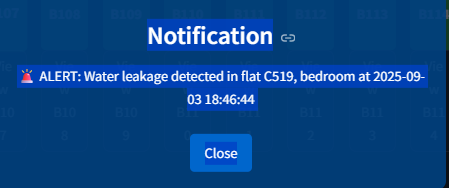 Notification
🚨 ALERT: Water leakage detected in flat C519, bedroom at 2025-09-
03 18:46:44
Close